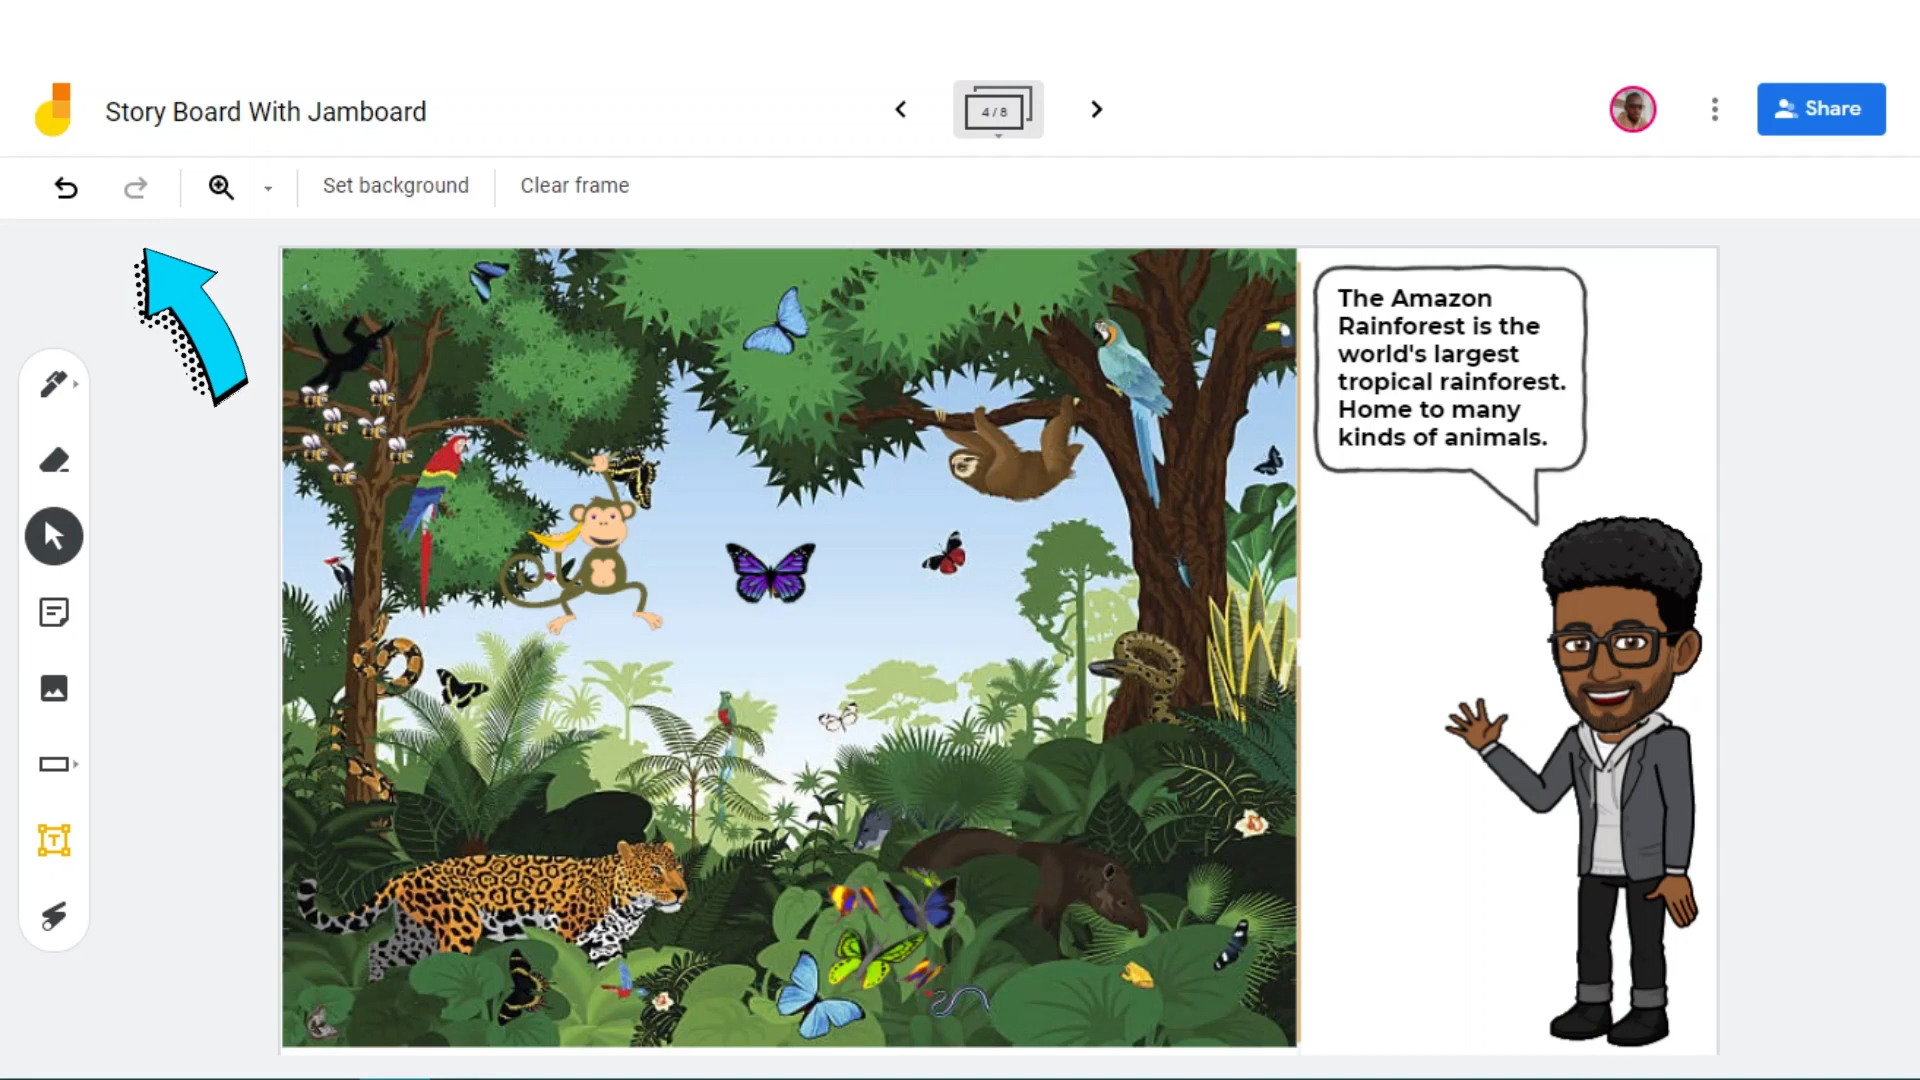 Story Board With Jamboard
4 / 8
Share
Set background
Clear frame
The Amazon
Rainforest is the
world's largest
tropical rainforest.
Home to many
kinds of animals.
T